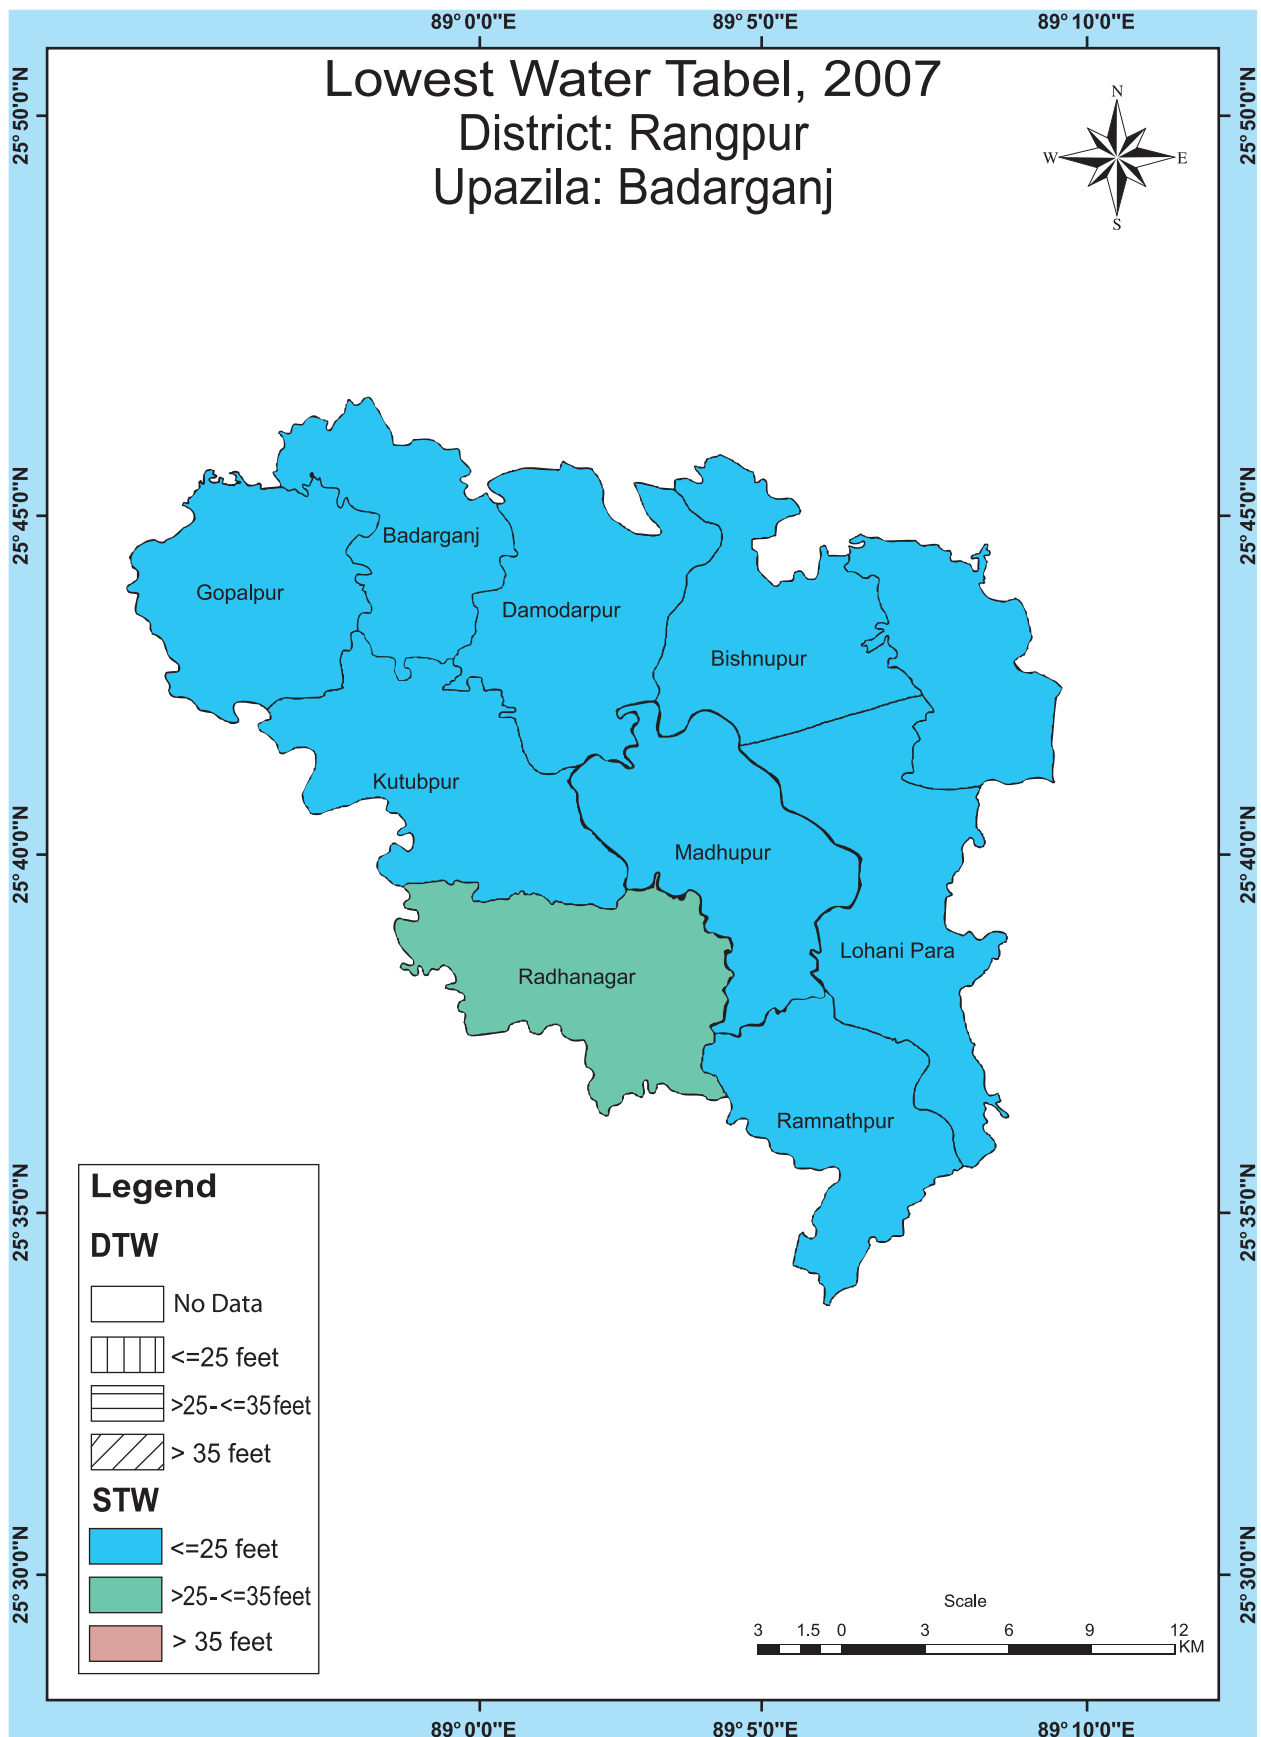 89° 0'0"E 89° 5'0"E 89° 10'0"E
Lowest Water Tabel, 2007
District: Rangpur
Upazila: Badarganj
N
W E
S
25° 50'0"N 25° 50'0"N
25° 45'0"N 25° 45'0"N
Badarganj
Gopalpur
Damodarpur
Bishnupur
Kutubpur
Madhupur
25° 40'0"N 25° 40'0"N
Lohani Para
Radhanagar
Ramnathpur
25° 35'0"N 25° 35'0"N
Legend
DTW
No Data
<=25 feet
>25-<=35feet
> 35 feet
STW
<=25 feet
>25-<=35feet
> 35 feet
25° 30'0"N 25° 30'0"N
Scale
3 1.5 0 3 6 9 12
KM
89° 0'0"E 89° 5'0"E 89° 10'0"E